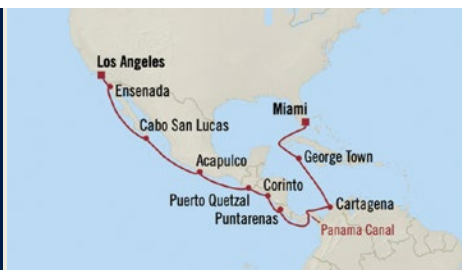 Los Angeles
Ensenada
Miami
Cabo San Lucas
George Town
Acapulco
Corinto
Puerto Quetzal
Cartagena
Puntarenas
Panama Canal